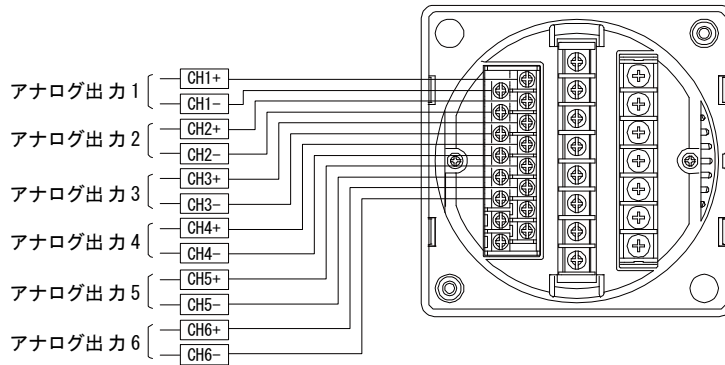 アナログ出力1
CH1+
CH1-
アナログ出力2
CH2+
CH2-
アナログ出力3
CH3+
CH3-
アナログ出力4
CH4+
CH4-
アナログ出力5
CH5+
CH5-
アナログ出力6
CH6+
CH6-